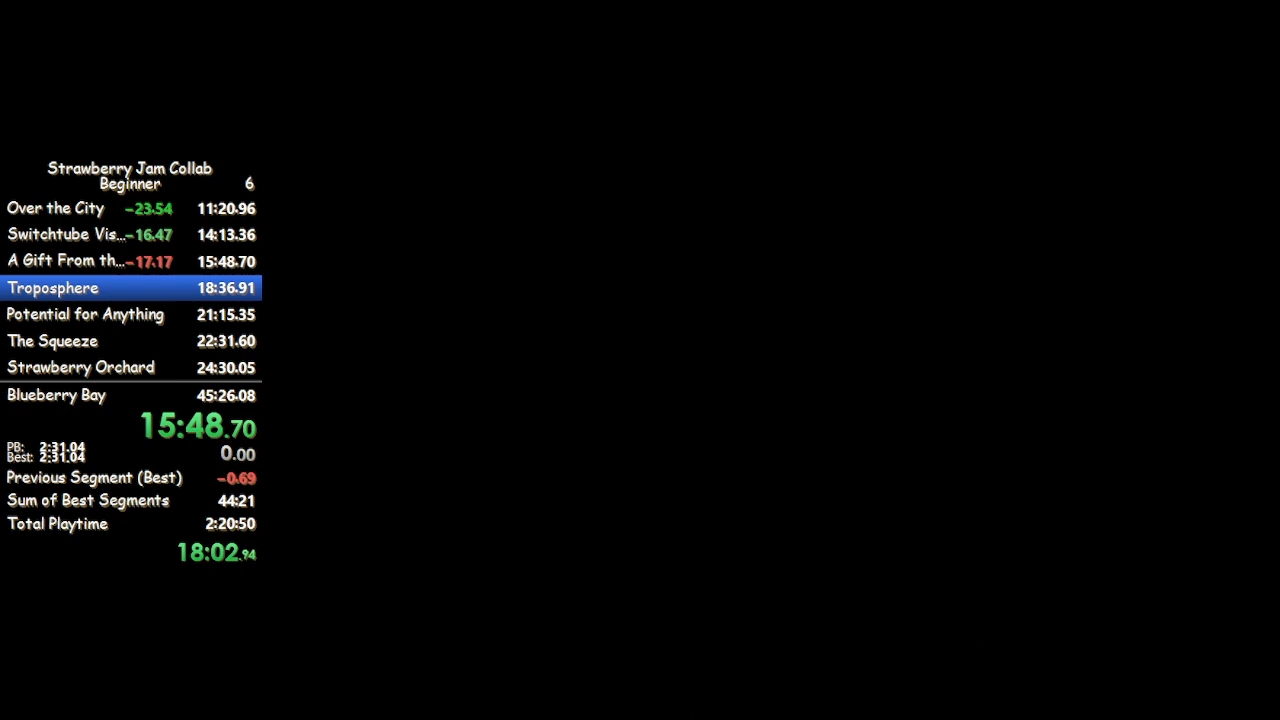 Strawberry Jam Collab
Beginner 6
Over the City -23.54 11:20.96
Switchtube Vis... -16.47 14:13.36
A Gift From th... -17.17 15:48.70
Troposphere 18:36.91
Potential for Anything 21:15.35
The Squeeze 22:31.60
Strawberry Orchard 24:30.05
Blueberry Bay 45:26.08
15:48.70
PB: 2:31.04
Best: 2:31.04 0.00
Previous Segment (Best) -0.69
Sum of Best Segments 44:21
Total Playtime 2:20:50
18:02.94